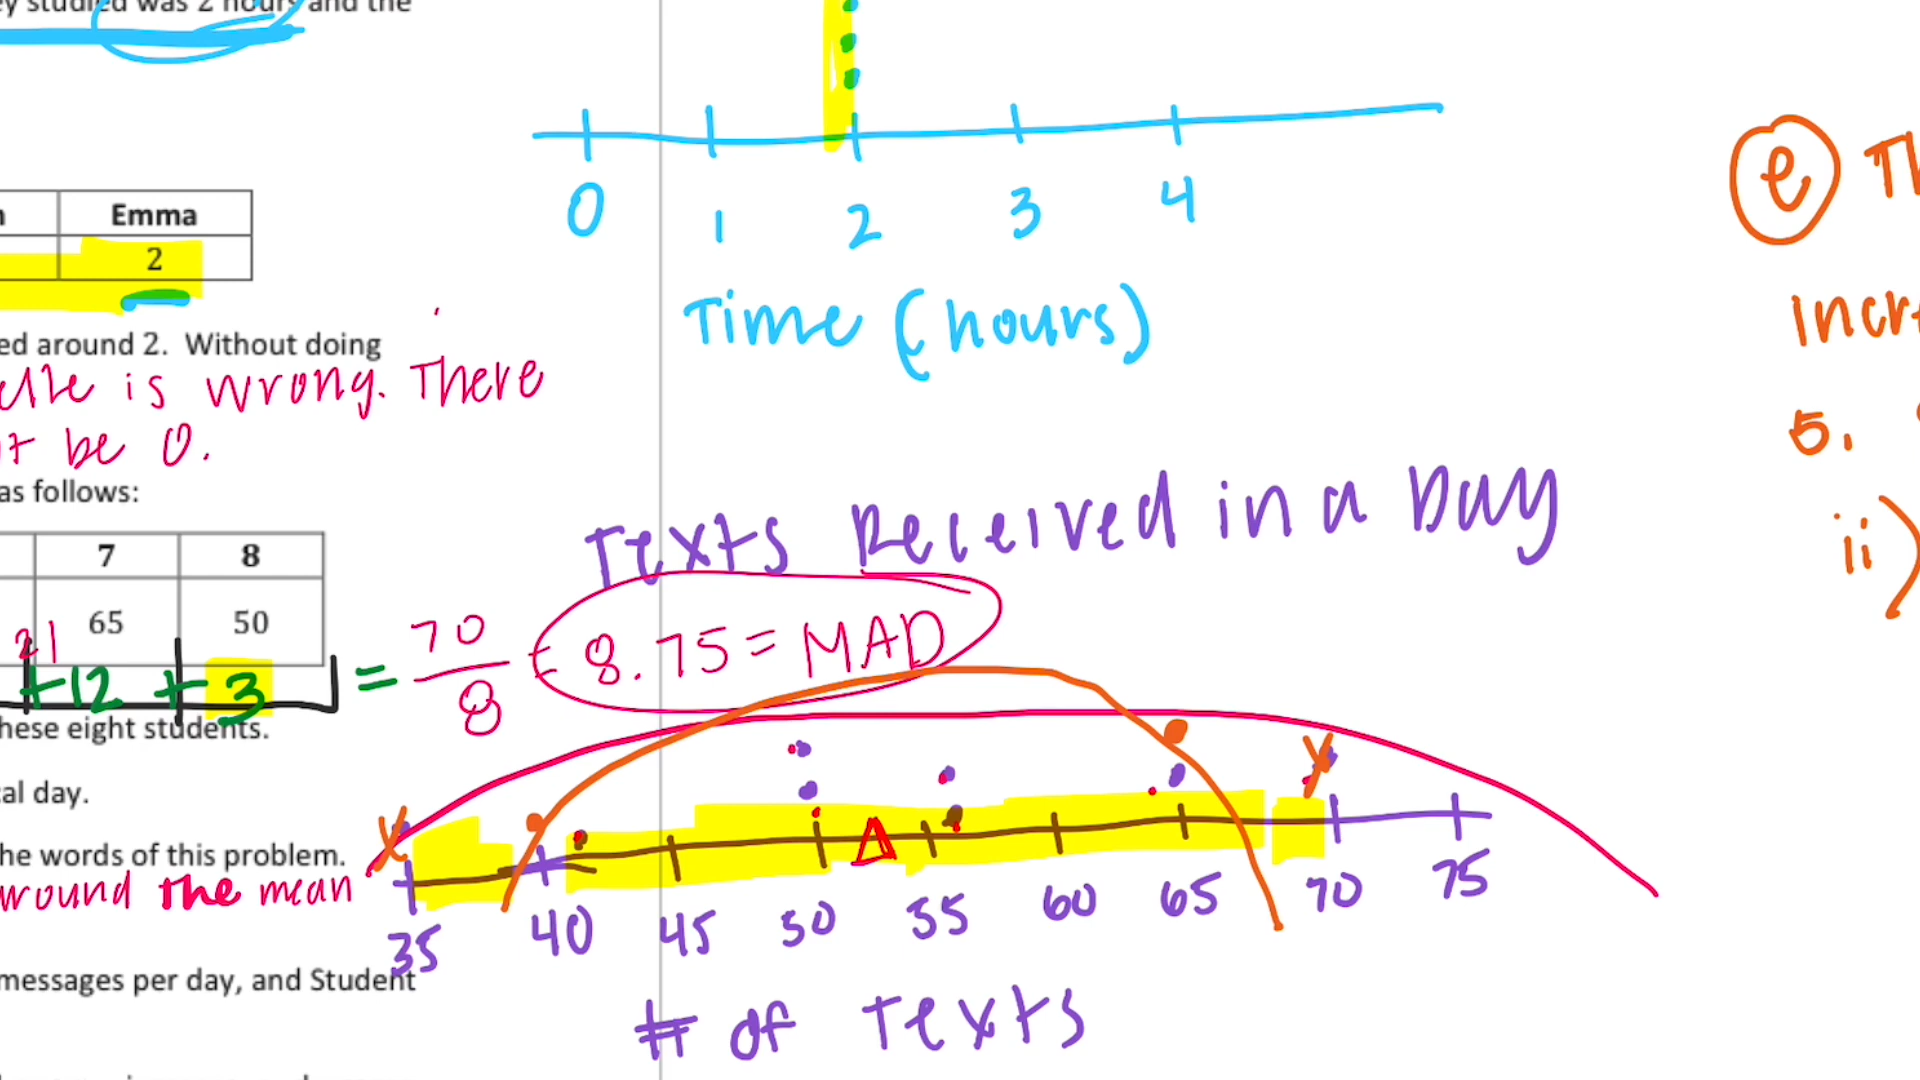 studied was 2 hours and the
0 1 2 3 4
Time (hours)
Emma
2
ed around 2. Without doing
is wrong. There
be 0.
as follows:
7 8
65 50
21
+12 + 3 = 70/8 = 8.75 = MAD
Texts Received in a Day
hese eight students.
al day.
he words of this problem.
around the mean
messages per day, and Student
35 40 45 50 55 60 65 70 75
# of Texts
e
5.
ii)